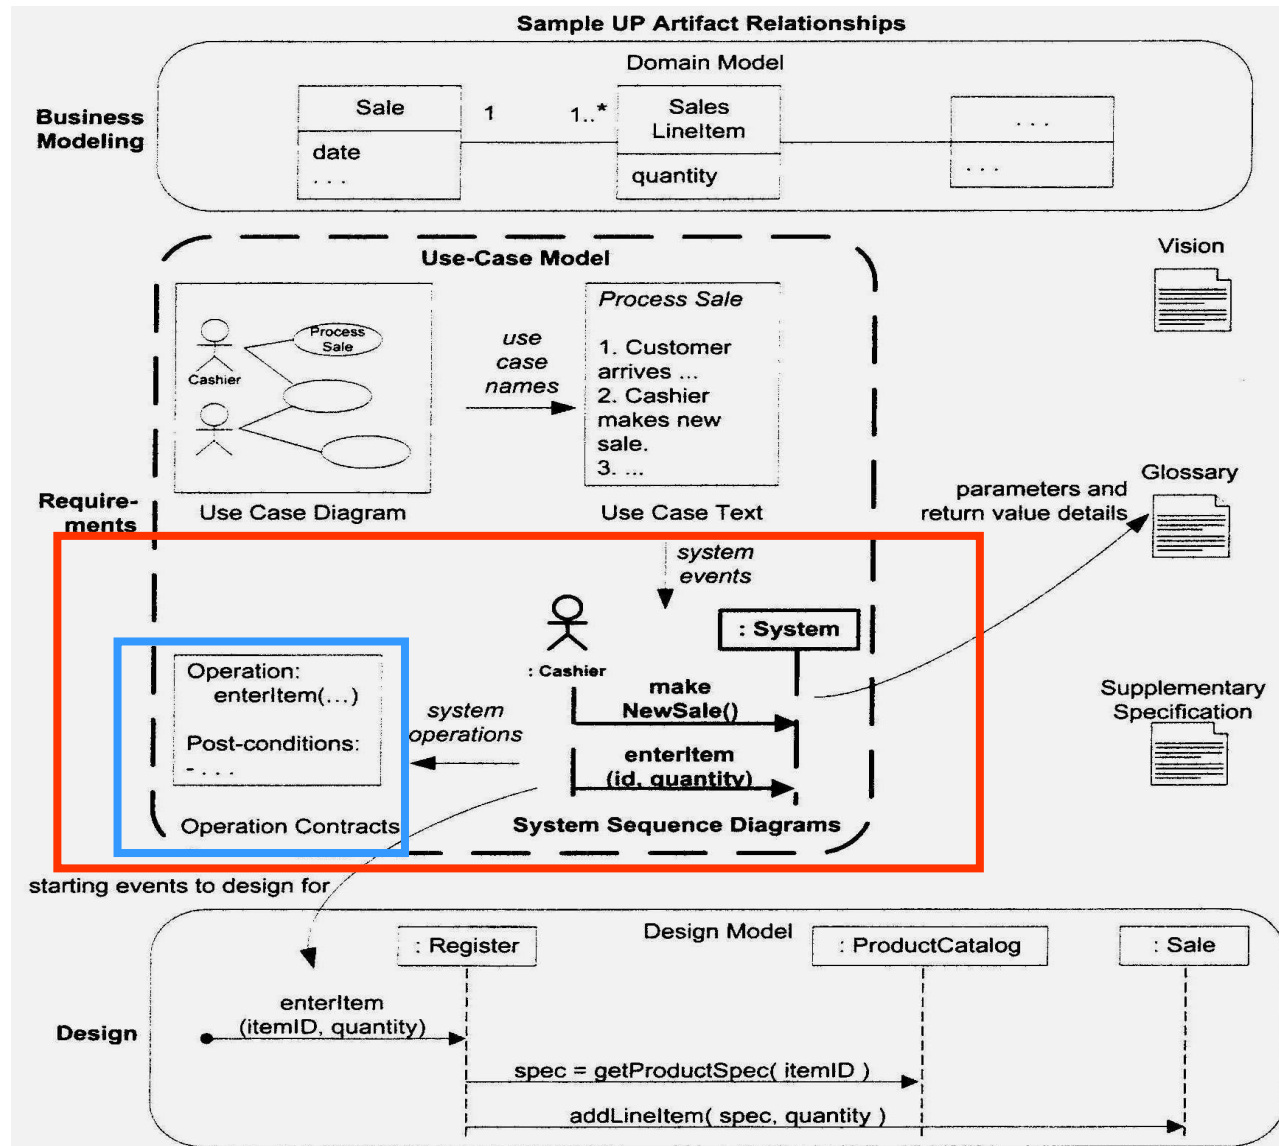 Sample UP Artifact Relationships
Domain Model
Business
Modeling
Sale
date
. . .
1
1..*
Sales
LineItem
quantity
. . .
. . .
Use-Case Model
Process
Sale
Cashier
Use Case Diagram
use
case
names
Process Sale
1. Customer
arrives ...
2. Cashier
makes new
sale.
3. ...
Use Case Text
Vision
Glossary
parameters and
return value details
Require-
ments
system
events
: Cashier
: System
make
NewSale()
enterItem
(id, quantity)
System Sequence Diagrams
system
operations
Operation:
enterItem(...)
Post-conditions:
- . . .
Operation Contracts
Supplementary
Specification
starting events to design for
Design Model
Design
: Register
: ProductCatalog
: Sale
enterItem
(itemID, quantity)
spec = getProductSpec( itemID )
addLineItem( spec, quantity )